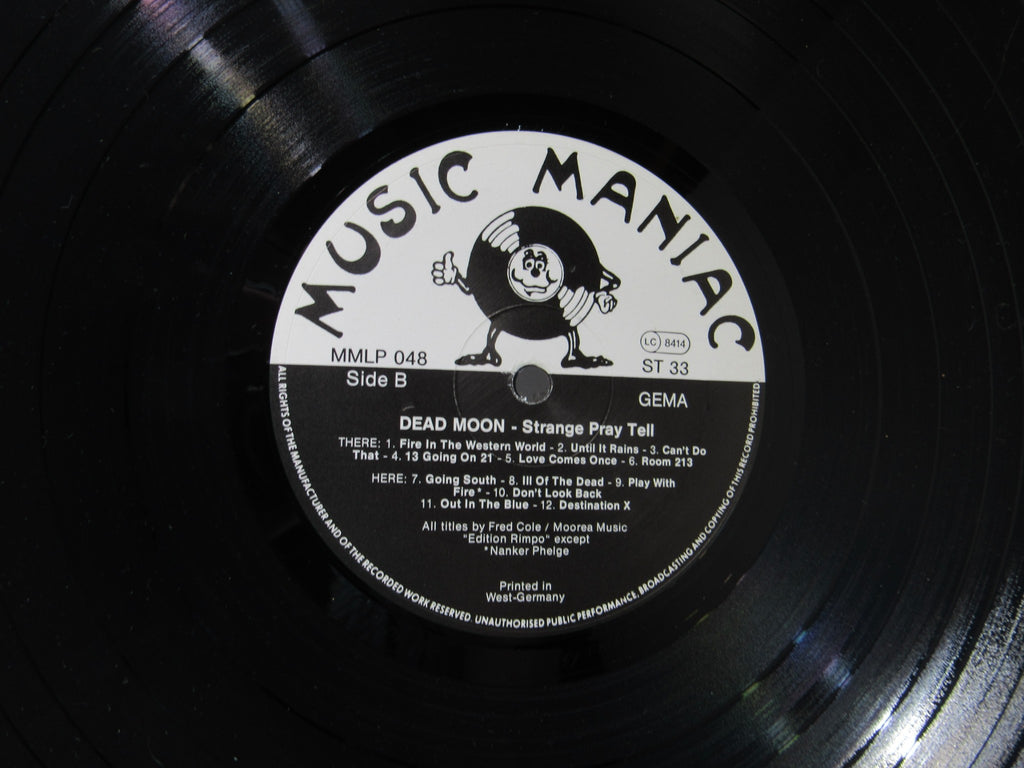 MUSIC MANIAC
LC 8414
MMLP 048
ST 33
Side B
GEMA
DEAD MOON - Strange Pray Tell
THERE: 1. Fire In The Western World - 2. Until It Rains - 3. Can't Do
That - 4. 13 Going On 21 - 5. Love Comes Once - 6. Room 213
HERE: 7. Going South - 8. Ill Of The Dead - 9. Play With
Fire* - 10. Don't Look Back
11. Out In The Blue - 12. Destination X
All titles by Fred Cole / Moorea Music
"Edition Rimpo" except
*Nanker Phelge
Printed in
West-Germany
ALL RIGHTS OF THE MANUFACTURER AND OF THE RECORDED WORK RESERVED. UNAUTHORISED PUBLIC PERFORMANCE, BROADCASTING AND COPYING OF THIS RECORD PROHIBITED